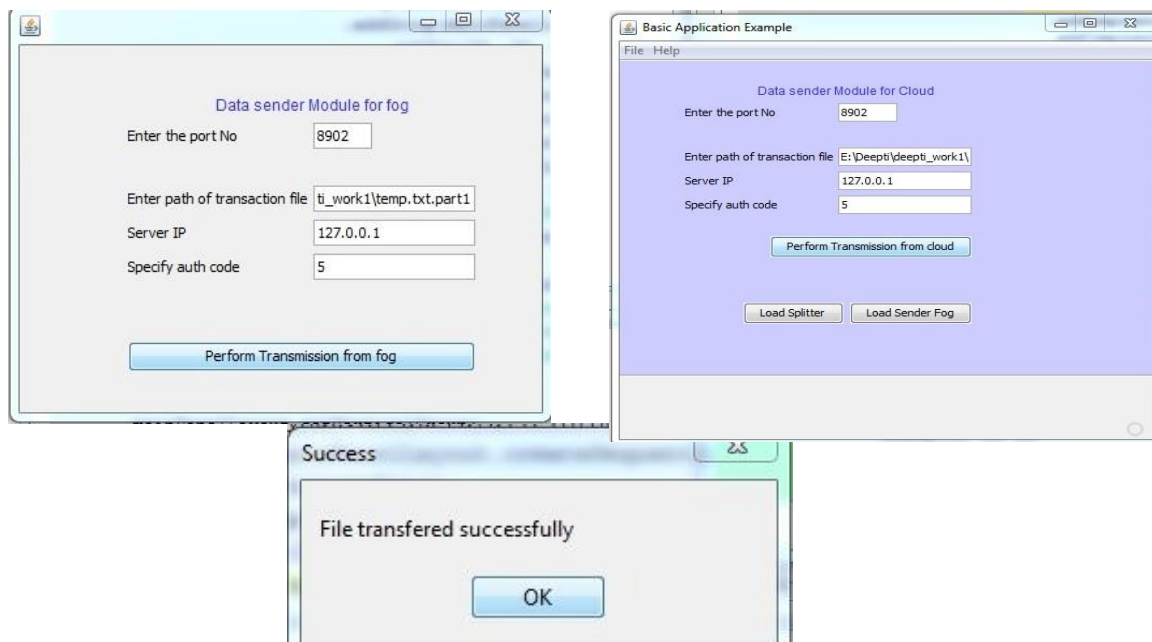 Data sender Module for fog
Enter the port No 8902
Enter path of transaction file ti_work1\temp.txt.part1
Server IP 127.0.0.1
Specify auth code 5
Perform Transmission from fog
Basic Application Example
File Help
Data sender Module for Cloud
Enter the port No 8902
Enter path of transaction file E:\Deepti\deepti_work1\
Server IP 127.0.0.1
Specify auth code 5
Perform Transmission from cloud
Load Splitter Load Sender Fog
Success
File transfered successfully
OK